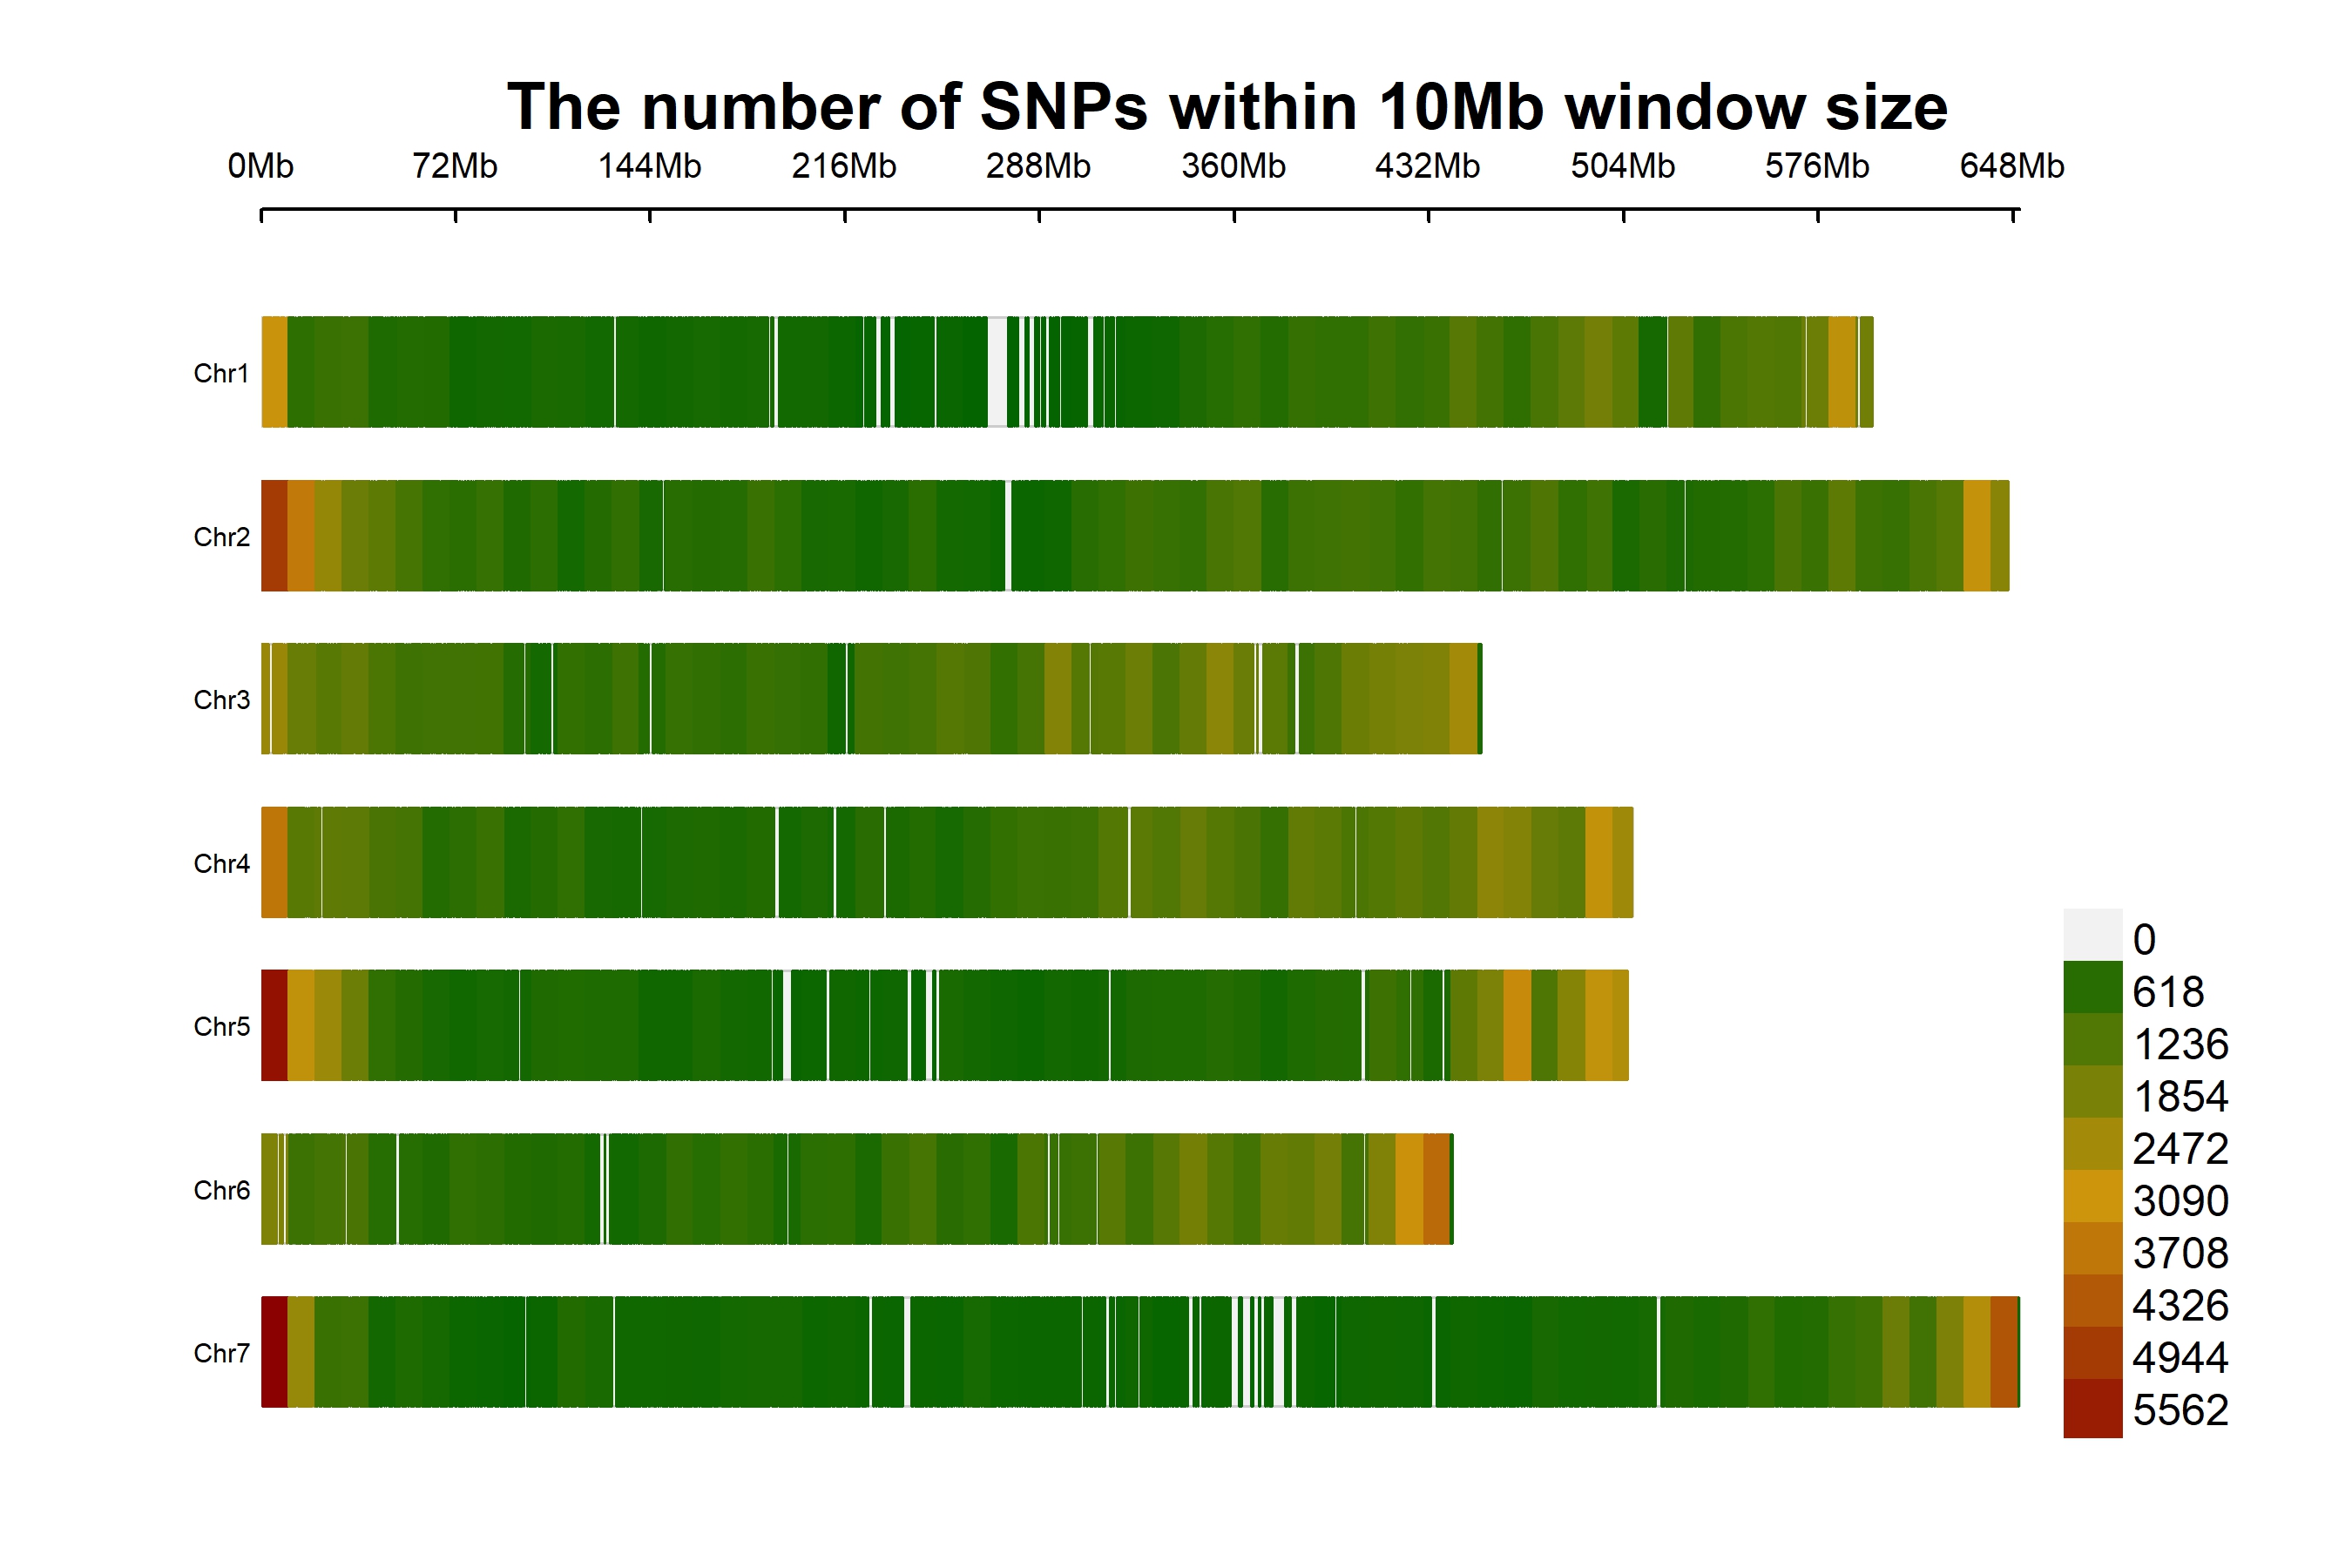 The number of SNPs within 10Mb window size
0Mb 72Mb 144Mb 216Mb 288Mb 360Mb 432Mb 504Mb 576Mb 648Mb
Chr1
Chr2
Chr3
Chr4
Chr5
Chr6
Chr7
0
618
1236
1854
2472
3090
3708
4326
4944
5562